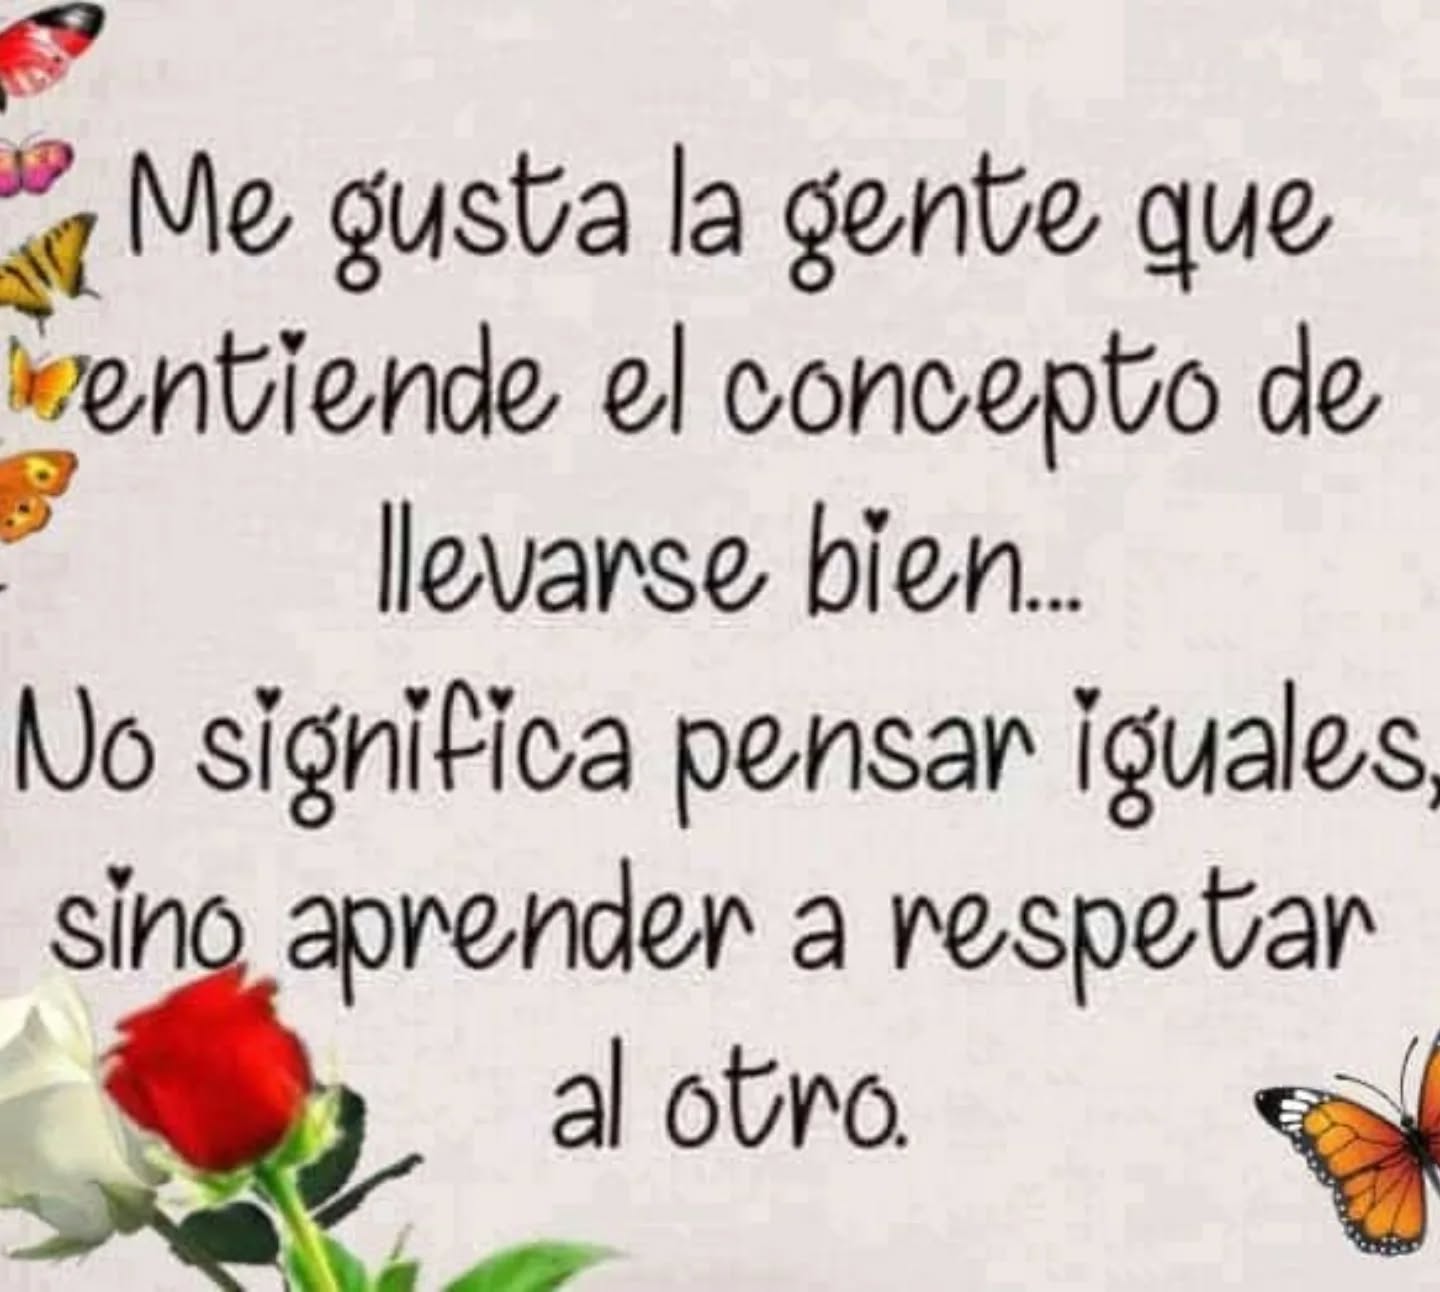 Me gusta la gente que
entiende el concepto de
llevarse bien...
No significa pensar iguales,
sino aprender a respetar
al otro.